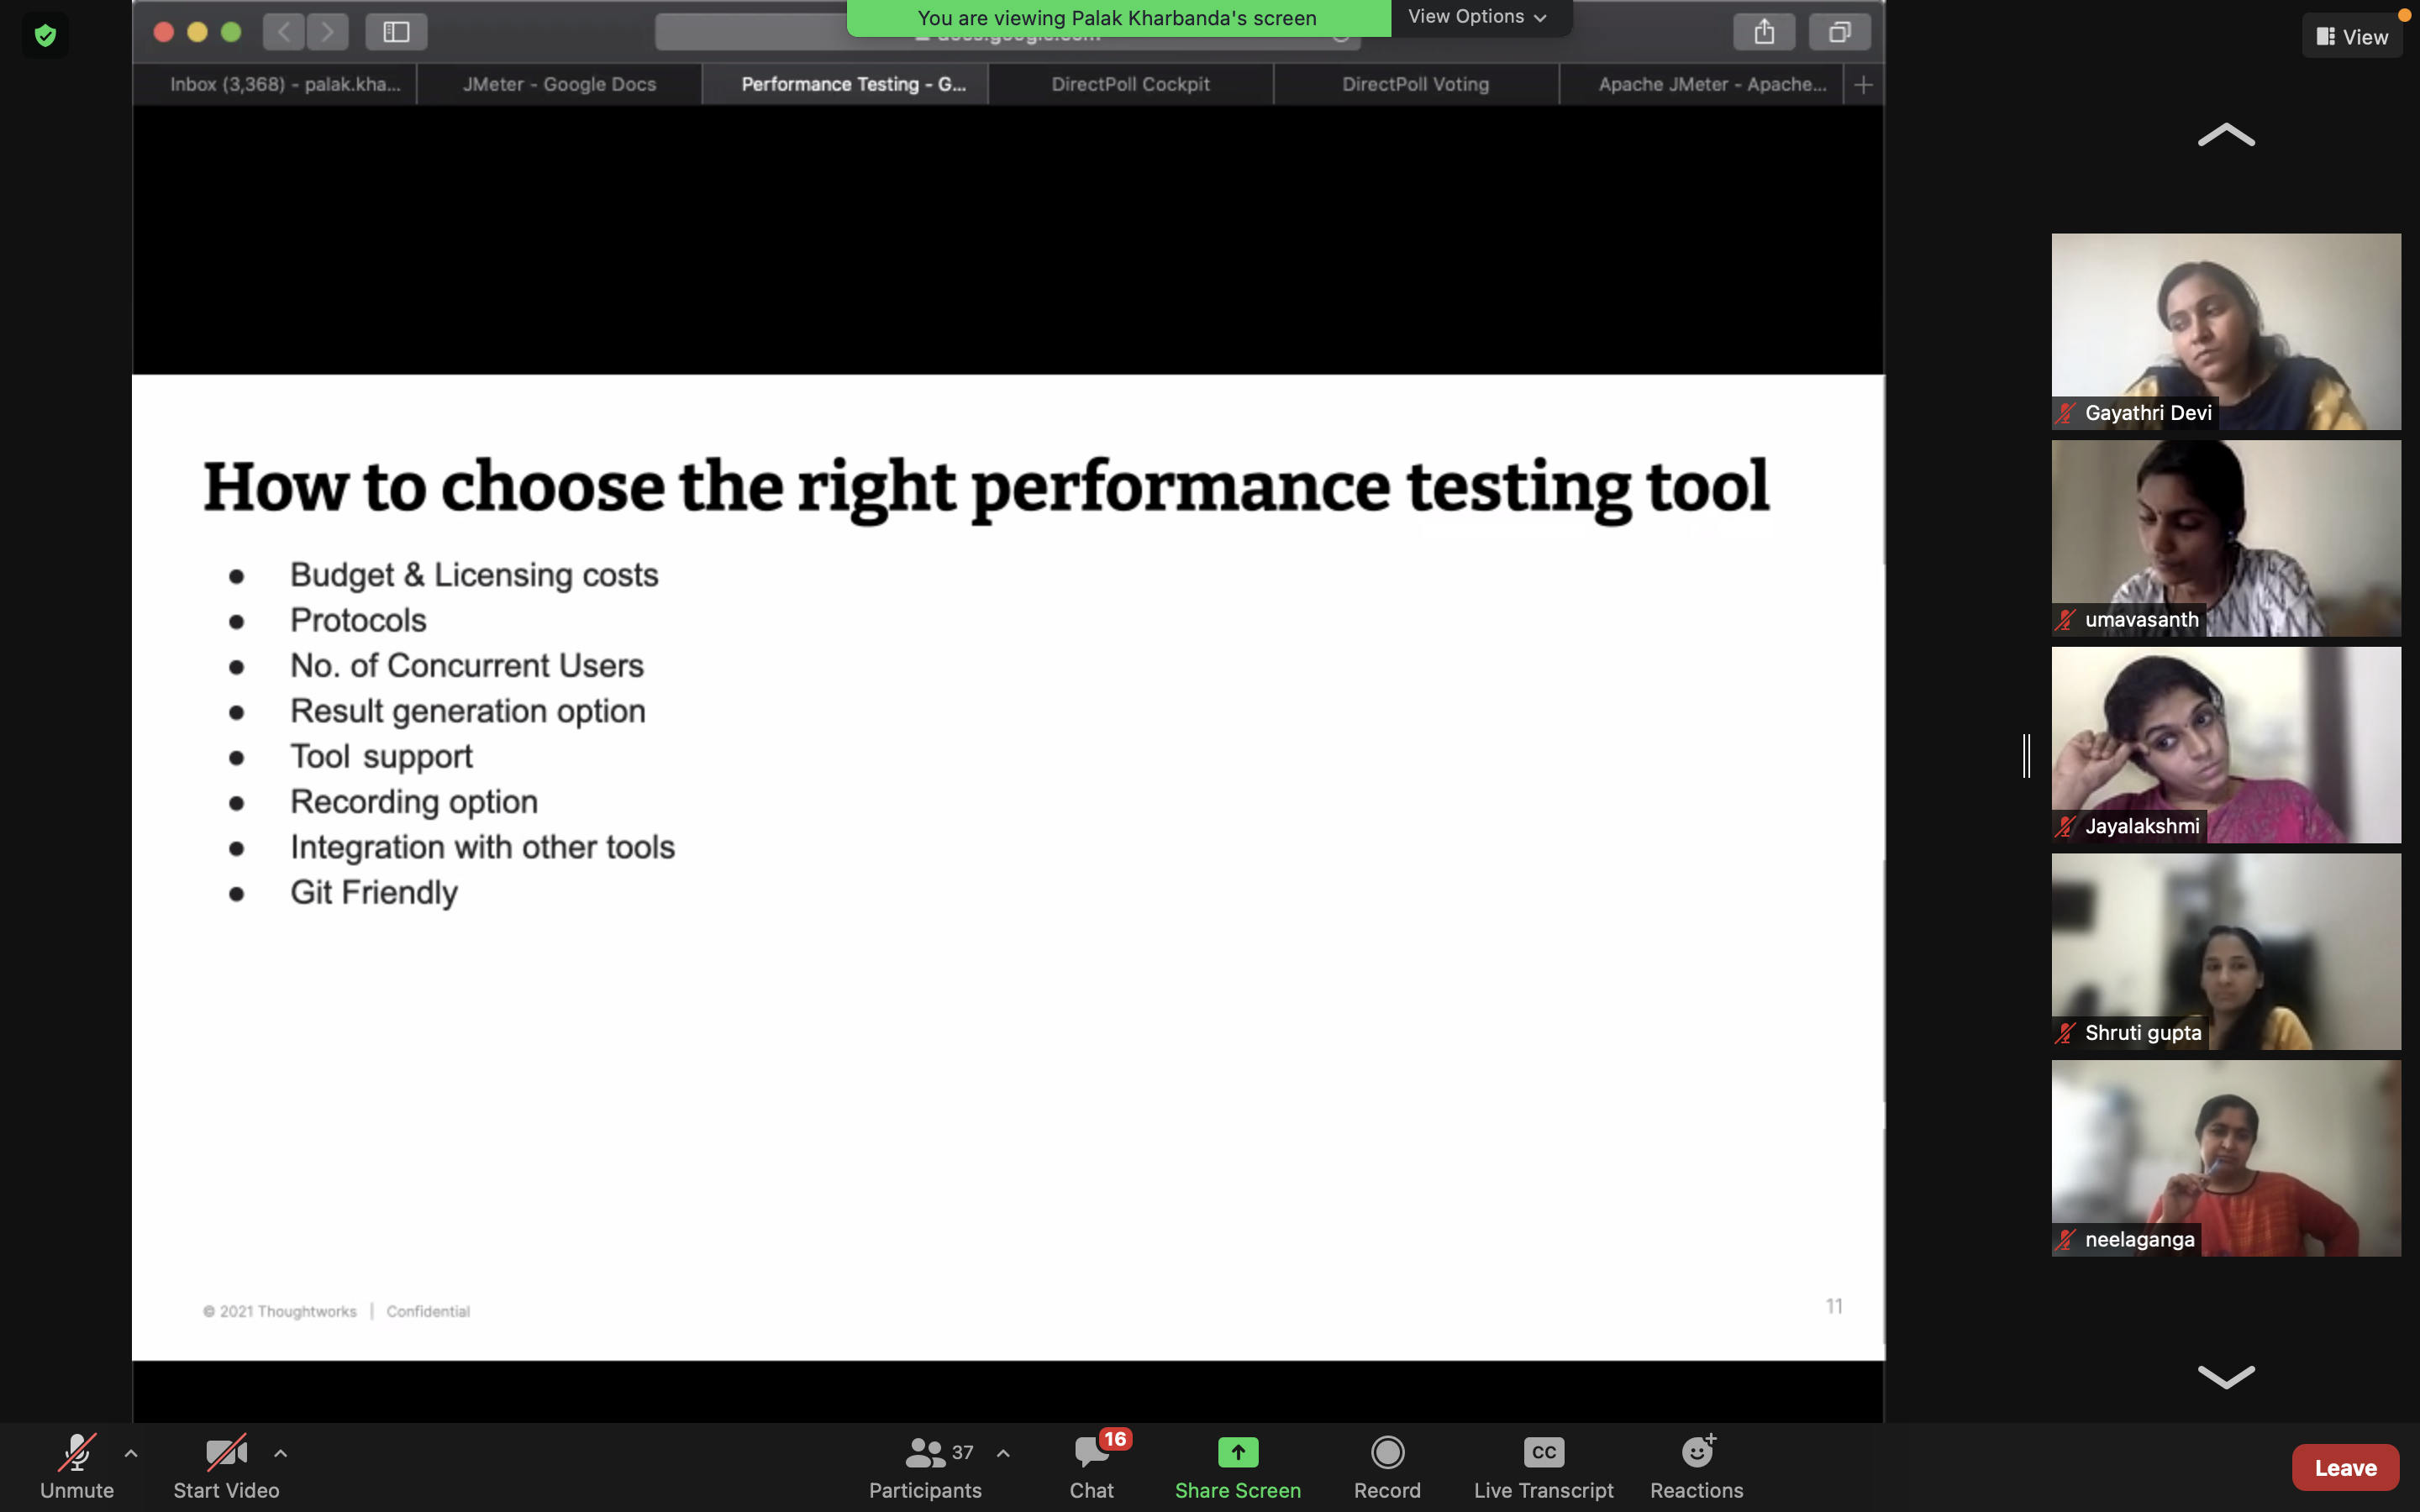 You are viewing Palak Kharbanda's screen
View Options
View
Inbox (3,368) - palak.kha...
JMeter - Google Docs
Performance Testing - G...
DirectPoll Cockpit
DirectPoll Voting
Apache JMeter - Apache...
How to choose the right performance testing tool
● Budget & Licensing costs
● Protocols
● No. of Concurrent Users
● Result generation option
● Tool support
● Recording option
● Integration with other tools
● Git Friendly
© 2021 Thoughtworks | Confidential
11
Gayathri Devi
umavasanth
Jayalakshmi
Shruti gupta
neelaganga
Unmute
Start Video
37
Participants
16
Chat
Share Screen
Record
CC
Live Transcript
Reactions
Leave